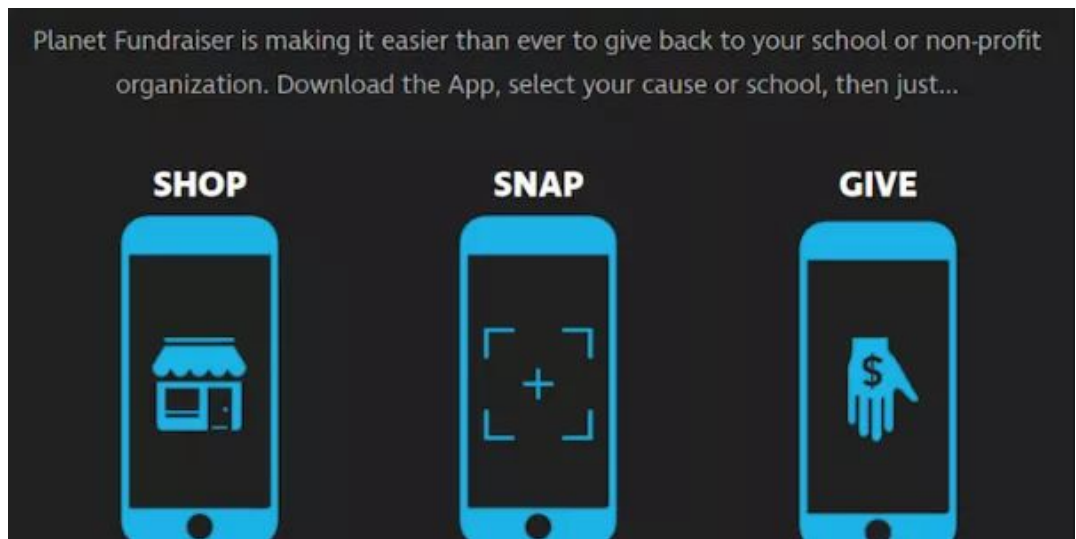 Planet Fundraiser is making it easier than ever to give back to your school or non-profit
organization. Download the App, select your cause or school, then just...
SHOP
SNAP
GIVE
$